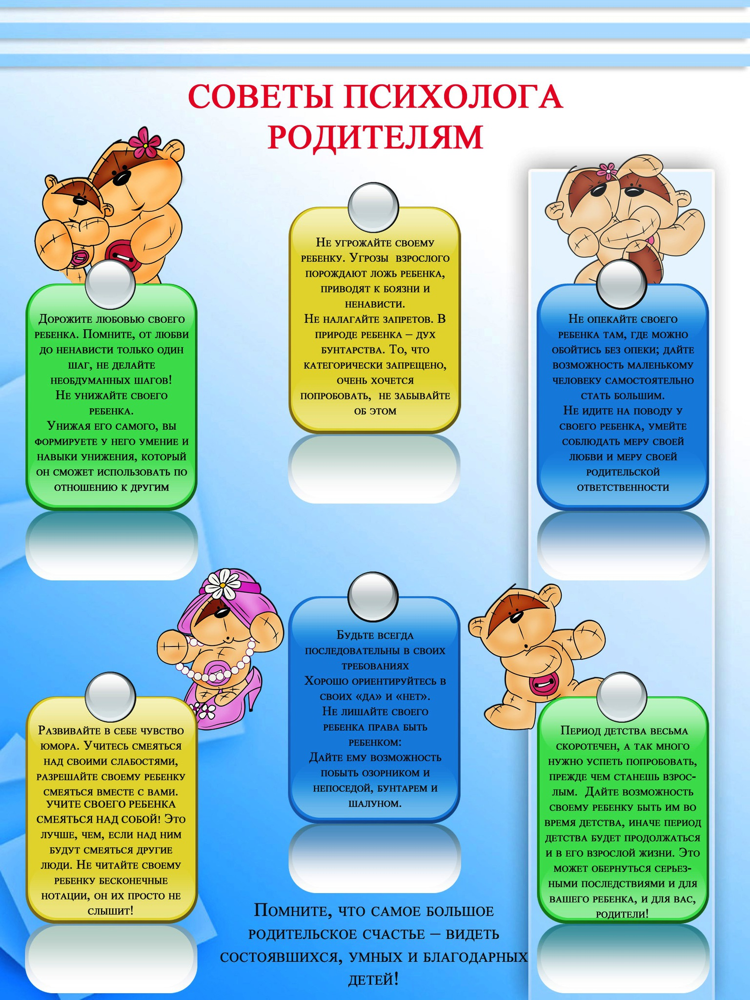 СОВЕТЫ ПСИХОЛОГА
РОДИТЕЛЯМ
Дорожите любовью своего
ребенка. Помните, от любви
до ненависти только один
шаг, не делайте
необдуманных шагов!
Не унижайте своего
ребенка.
Унижая его самого, вы
формируете у него умение и
навыки унижения, который
он сможет использовать по
отношению к другим
Не угрожайте своему
ребенку. Угрозы взрослого
порождают ложь ребенка,
приводят к боязни и
ненависти.
Не налагайте запретов. В
природе ребенка – дух
бунтарства. То, что
категорически запрещено,
очень хочется
попробовать, не забывайте
об этом
Не опекайте своего
ребенка там, где можно
обойтись без опеки; дайте
возможность маленькому
человеку самостоятельно
стать большим.
Не идите на поводу у
своего ребенка, умейте
соблюдать меру своей
любви и меру своей
родительской
ответственности
Развивайте в себе чувство
юмора. Учитесь смеяться
над своими слабостями,
разрешайте своему ребенку
смеяться вместе с вами.
учите своего ребенка
смеяться над собой! Это
лучше, чем, если над ним
будут смеяться другие
люди. Не читайте своему
ребенку бесконечные
нотации, он их просто не
слышит!
Будьте всегда
последовательны в своих
требованиях
Хорошо ориентируйтесь в
своих «да» и «нет».
Не лишайте своего
ребенка права быть
ребенком:
Дайте ему возможность
побыть озорником и
непоседой, бунтарем и
шалуном.
Период детства весьма
скоротечен, а так много
нужно успеть попробовать,
прежде чем станешь взрос-
лым. Дайте возможность
своему ребенку быть им во
время детства, иначе период
детства будет продолжаться
и в его взрослой жизни. Это
может обернуться серьез-
ными последствиями и для
вашего ребенка, и для вас,
родители!
Помните, что самое большое
родительское счастье – видеть
состоявшихся, умных и благодарных
детей!